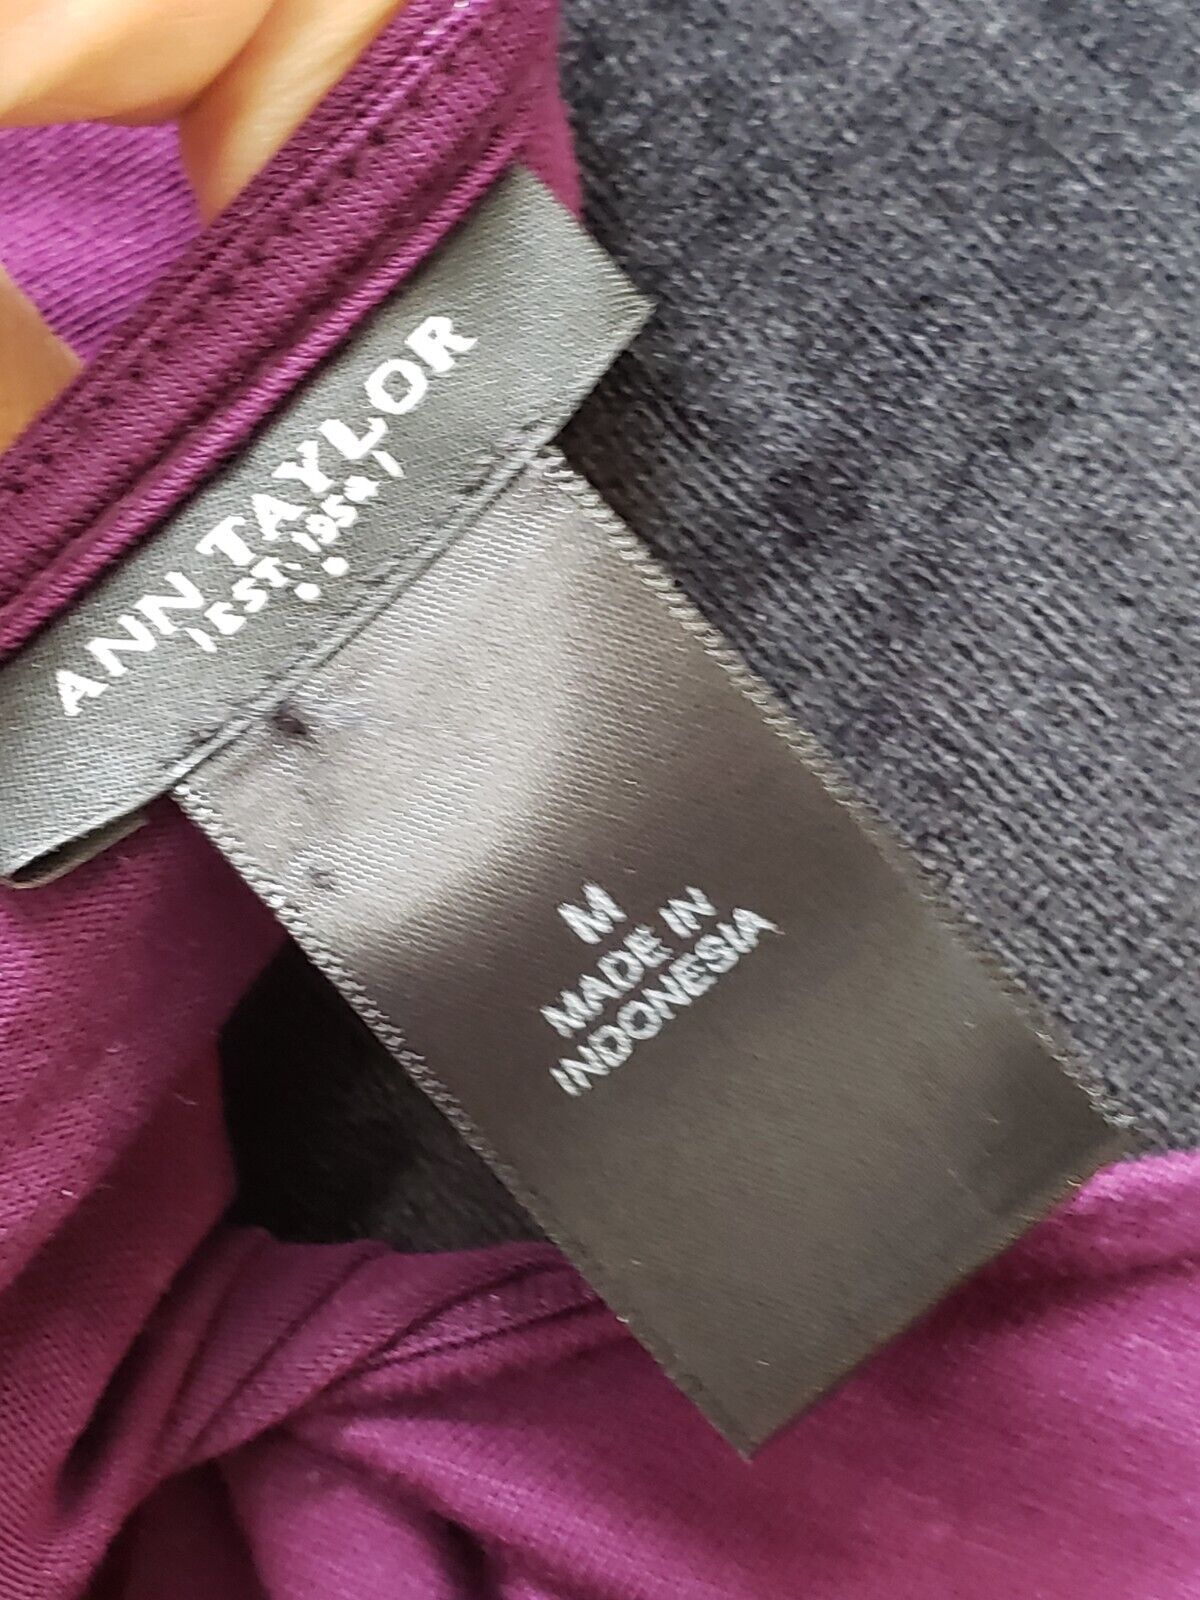 ANN TAYLOR
EST. 1954
M
MADE IN
INDONESIA